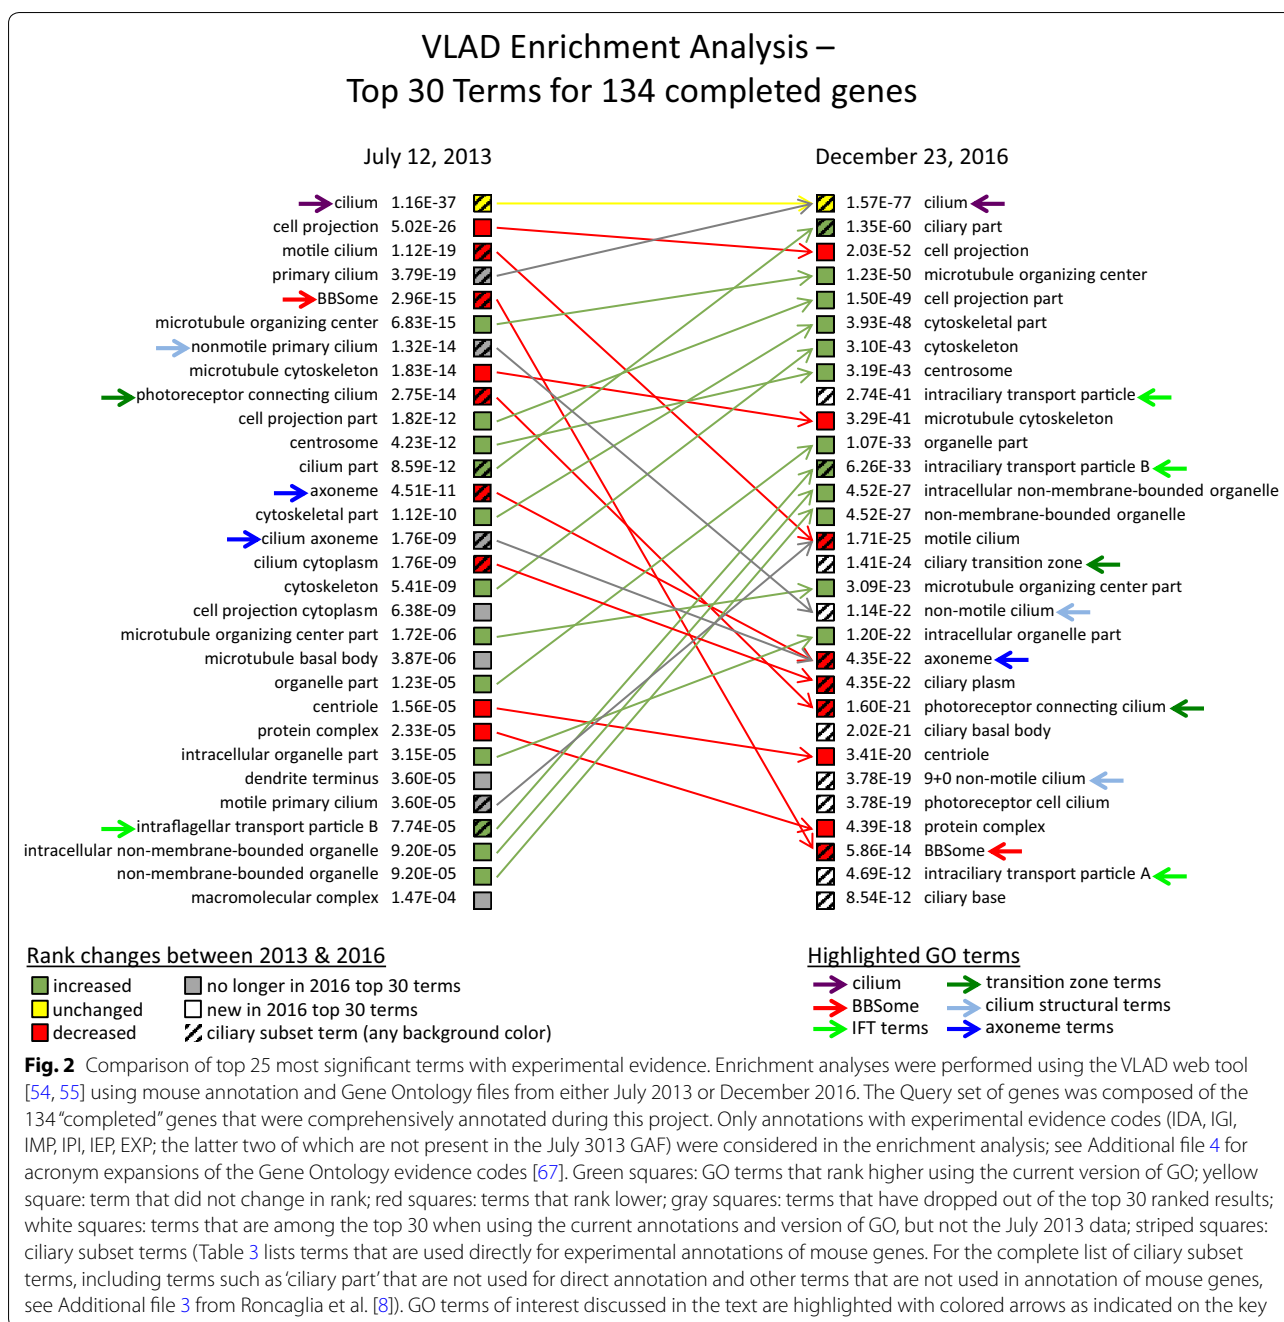 VLAD Enrichment Analysis –
Top 30 Terms for 134 completed genes
July 12, 2013
December 23, 2016
cilium 1.16E-37
cell projection 5.02E-26
motile cilium 1.12E-19
primary cilium 3.79E-19
BBSome 2.96E-15
microtubule organizing center 6.83E-15
nonmotile primary cilium 1.32E-14
microtubule cytoskeleton 1.83E-14
photoreceptor connecting cilium 2.75E-14
cell projection part 1.82E-12
centrosome 4.23E-12
cilium part 8.59E-12
axoneme 4.51E-11
cytoskeletal part 1.12E-10
cilium axoneme 1.76E-09
cilium cytoplasm 1.76E-09
cytoskeleton 5.41E-09
cell projection cytoplasm 6.38E-09
microtubule organizing center part 1.72E-06
microtubule basal body 3.87E-06
organelle part 1.23E-05
centriole 1.56E-05
protein complex 2.33E-05
intracellular organelle part 3.15E-05
dendrite terminus 3.60E-05
motile primary cilium 3.60E-05
intraflagellar transport particle B 7.74E-05
intracellular non-membrane-bounded organelle 9.20E-05
non-membrane-bounded organelle 9.20E-05
macromolecular complex 1.47E-04
1.57E-77 cilium
1.35E-60 ciliary part
2.03E-52 cell projection
1.23E-50 microtubule organizing center
1.50E-49 cell projection part
3.93E-48 cytoskeletal part
3.10E-43 cytoskeleton
3.19E-43 centrosome
2.74E-41 intraciliary transport particle
3.29E-41 microtubule cytoskeleton
1.07E-33 organelle part
6.26E-33 intraciliary transport particle B
4.52E-27 intracellular non-membrane-bounded organelle
4.52E-27 non-membrane-bounded organelle
1.71E-25 motile cilium
1.41E-24 ciliary transition zone
3.09E-23 microtubule organizing center part
1.14E-22 non-motile cilium
1.20E-22 intracellular organelle part
4.35E-22 axoneme
4.35E-22 ciliary plasm
1.60E-21 photoreceptor connecting cilium
2.02E-21 ciliary basal body
3.41E-20 centriole
3.78E-19 9+0 non-motile cilium
3.78E-19 photoreceptor cell cilium
4.39E-18 protein complex
5.86E-14 BBSome
4.69E-12 intraciliary transport particle A
8.54E-12 ciliary base
Rank changes between 2013 & 2016
increased
unchanged
decreased
no longer in 2016 top 30 terms
new in 2016 top 30 terms
ciliary subset term (any background color)
Highlighted GO terms
cilium
BBSome
IFT terms
transition zone terms
cilium structural terms
axoneme terms
Fig. 2 Comparison of top 25 most significant terms with experimental evidence. Enrichment analyses were performed using the VLAD web tool
[54, 55] using mouse annotation and Gene Ontology files from either July 2013 or December 2016. The Query set of genes was composed of the
134 “completed” genes that were comprehensively annotated during this project. Only annotations with experimental evidence codes (IDA, IGI,
IMP, IPI, IEP, EXP; the latter two of which are not present in the July 3013 GAF) were considered in the enrichment analysis; see Additional file 4 for
acronym expansions of the Gene Ontology evidence codes [67]. Green squares: GO terms that rank higher using the current version of GO; yellow
square: term that did not change in rank; red squares: terms that rank lower; gray squares: terms that have dropped out of the top 30 ranked results;
white squares: terms that are among the top 30 when using the current annotations and version of GO, but not the July 2013 data; striped squares:
ciliary subset terms (Table 3 lists terms that are used directly for experimental annotations of mouse genes. For the complete list of ciliary subset
terms, including terms such as ‘ciliary part’ that are not used for direct annotation and other terms that are not used in annotation of mouse genes,
see Additional file 3 from Roncaglia et al. [8]). GO terms of interest discussed in the text are highlighted with colored arrows as indicated on the key